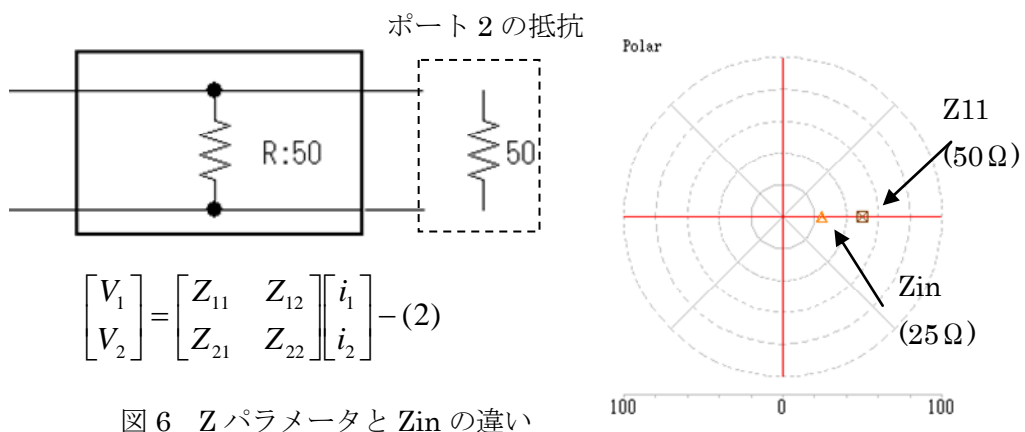 ポート 2 の抵抗
R:50
50
Polar
Z11
(50Ω)
Zin
(25Ω)
100 0 100
[V₁ V₂] = [Z₁₁ Z₁₂ Z₂₁ Z₂₂][i₁ i₂] −(2)
図 6 Z パラメータと Zin の違い